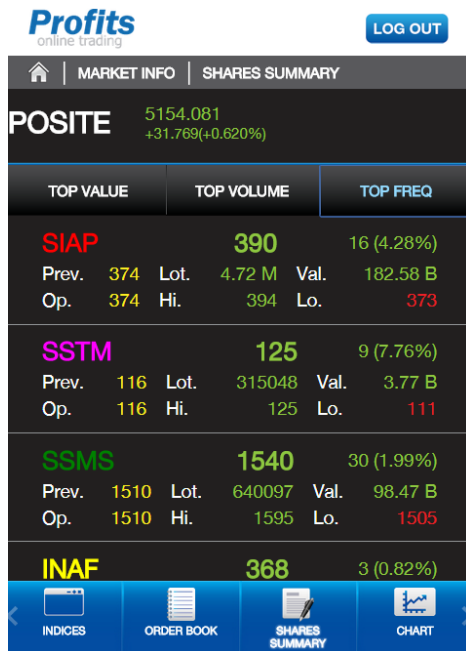 Profits
online trading
LOG OUT
MARKET INFO | SHARES SUMMARY
POSITE 5154.081
+31.769(+0.620%)
TOP VALUE TOP VOLUME TOP FREQ
SIAP 390 16 (4.28%)
Prev. 374 Lot. 4.72 M Val. 182.58 B
Op. 374 Hi. 394 Lo. 373
SSTM 125 9 (7.76%)
Prev. 116 Lot. 315048 Val. 3.77 B
Op. 116 Hi. 125 Lo. 111
SSMS 1540 30 (1.99%)
Prev. 1510 Lot. 640097 Val. 98.47 B
Op. 1510 Hi. 1595 Lo. 1505
INAF 368 3 (0.82%)
INDICES ORDER BOOK SHARES SUMMARY CHART